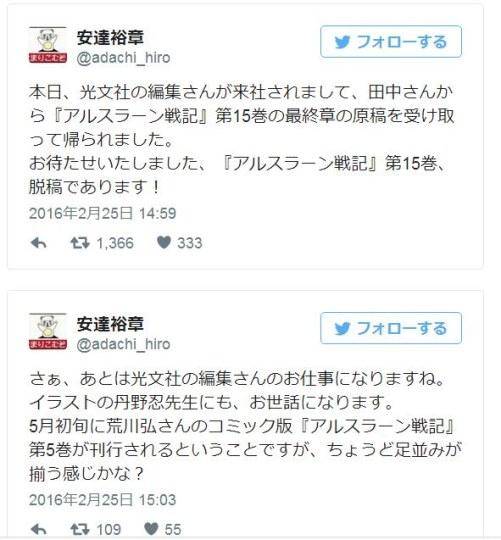 安達裕章
@adachi_hiro
フォローする
まりこむぞ
本日、光文社の編集さんが来社されまして、田中さんか
ら『アルスラーン戦記』第15巻の最終章の原稿を受け取
って帰られました。
お待たせいたしました、『アルスラーン戦記』第15巻、
脱稿であります！
2016年2月25日 14:59
1,366 333
安達裕章
@adachi_hiro
フォローする
まりこむぞ
さぁ、あとは光文社の編集さんのお仕事になりますね。
イラストの丹野忍先生にも、お世話になります。
5月初旬に荒川弘さんのコミック版『アルスラーン戦記』
第5巻が刊行されるということですが、ちょうど足並みが
揃う感じかな？
2016年2月25日 15:03
109 55